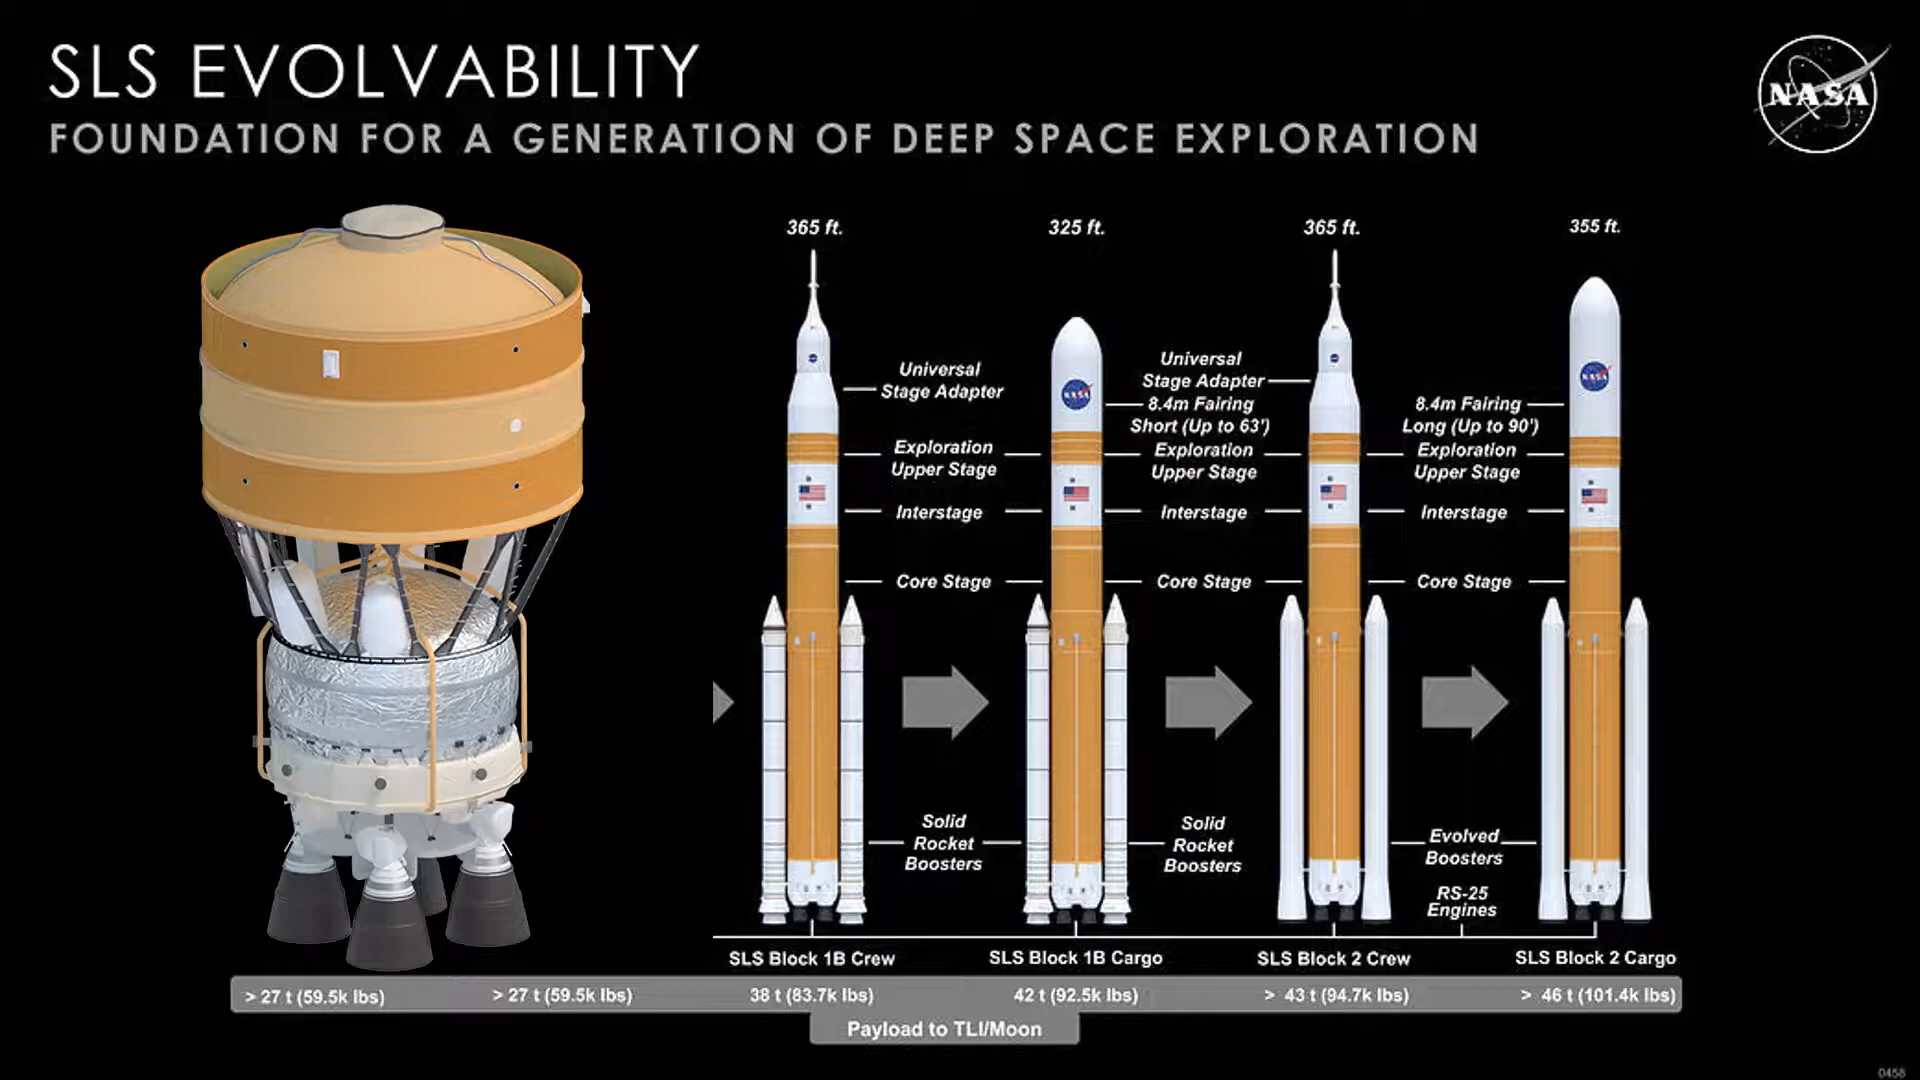 SLS EVOLVABILITY
FOUNDATION FOR A GENERATION OF DEEP SPACE EXPLORATION
NASA
365 ft.
325 ft.
365 ft.
355 ft.
Universal
Stage Adapter
Exploration
Upper Stage
Interstage
Core Stage
Solid
Rocket
Boosters
NASA
Universal
Stage Adapter
8.4m Fairing
Short (Up to 63')
Exploration
Upper Stage
Interstage
Core Stage
Solid
Rocket
Boosters
8.4m Fairing
Long (Up to 90')
Exploration
Upper Stage
Interstage
Core Stage
Evolved
Boosters
RS-25
Engines
NASA
SLS Block 1B Crew
SLS Block 1B Cargo
SLS Block 2 Crew
SLS Block 2 Cargo
> 27 t (59.5k lbs)
> 27 t (59.5k lbs)
38 t (83.7k lbs)
42 t (92.5k lbs)
> 43 t (94.7k lbs)
> 46 t (101.4k lbs)
Payload to TLI/Moon
0458